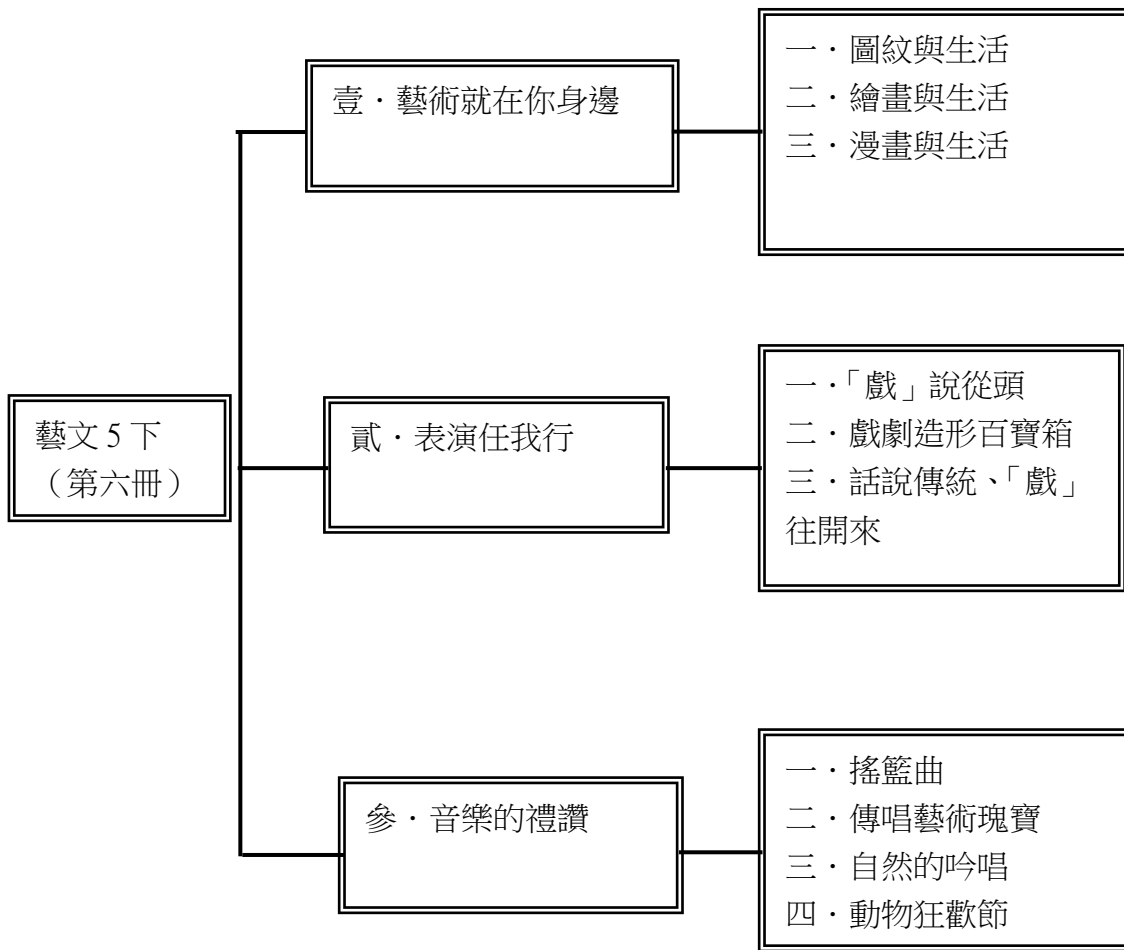 藝文 5 下
（第六冊）
壹．藝術就在你身邊
一．圖紋與生活
二．繪畫與生活
三．漫畫與生活
貳．表演任我行
一．「戲」說從頭
二．戲劇造形百寶箱
三．話說傳統、「戲」
往開來
參．音樂的禮讚
一．搖籃曲
二．傳唱藝術瑰寶
三．自然的吟唱
四．動物狂歡節